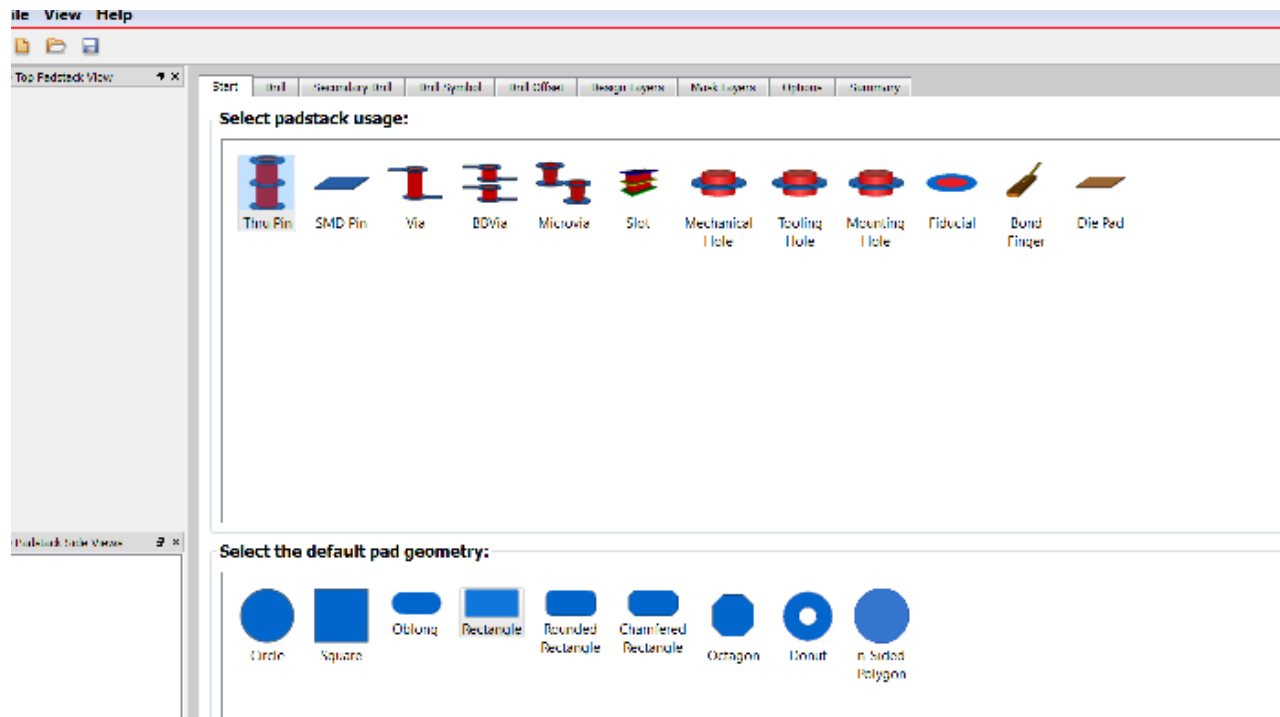 ile View Help
Top Padstack View
Start Drill Secondary Drill Drill Symbol Drill Offset Design Layers Mask Layers Options Summary
Select padstack usage:
Thru Pin SMD Pin Via BBVia Microvia Slot Mechanical Hole Tooling Hole Mounting Hole Fiducial Bond Finger Die Pad
Padstack Side Views
Select the default pad geometry:
Circle Square Oblong Rectangle Rounded Rectangle Chamfered Rectangle Octagon Donut n-Sided Polygon